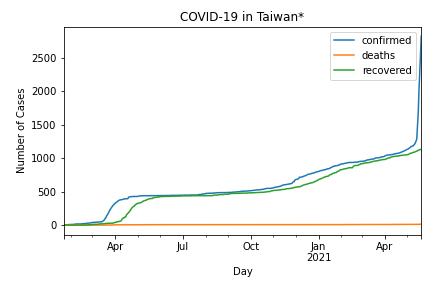 COVID-19 in Taiwan*
confirmed
deaths
recovered
Number of Cases
2500
2000
1500
1000
500
0
Apr
Jul
Oct
Jan
2021
Apr
Day